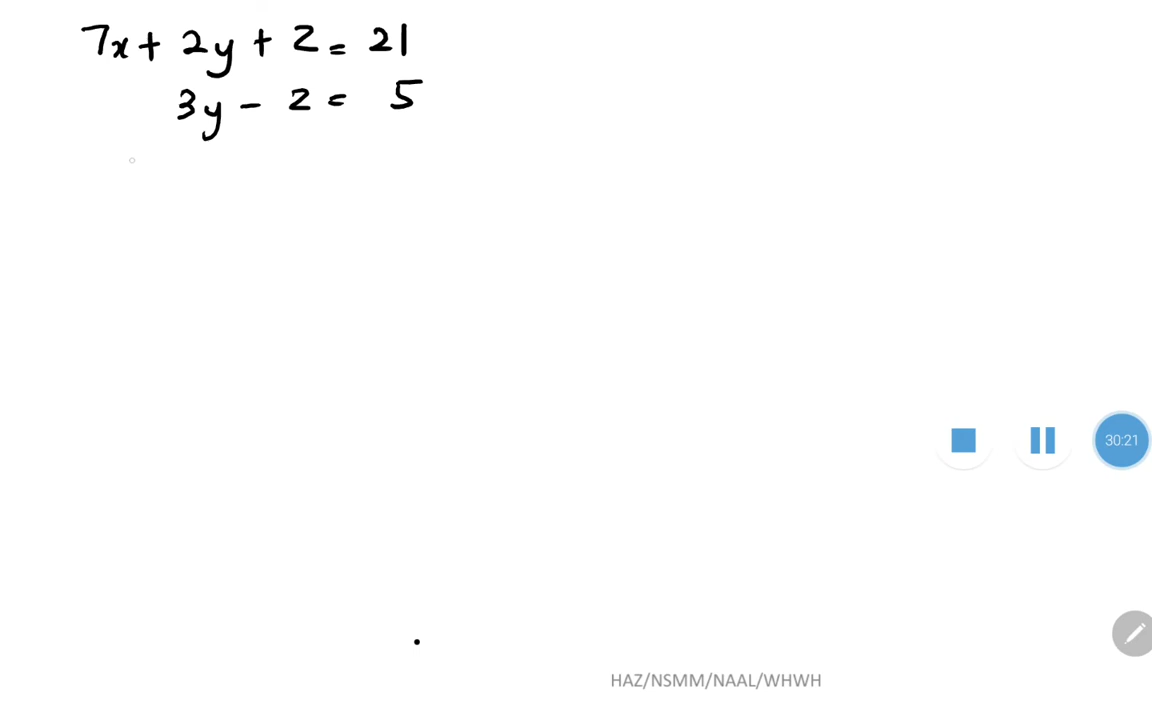 7x + 2y + z = 21
3y - z = 5
30:21
HAZ/NSMM/NAAL/WHWH